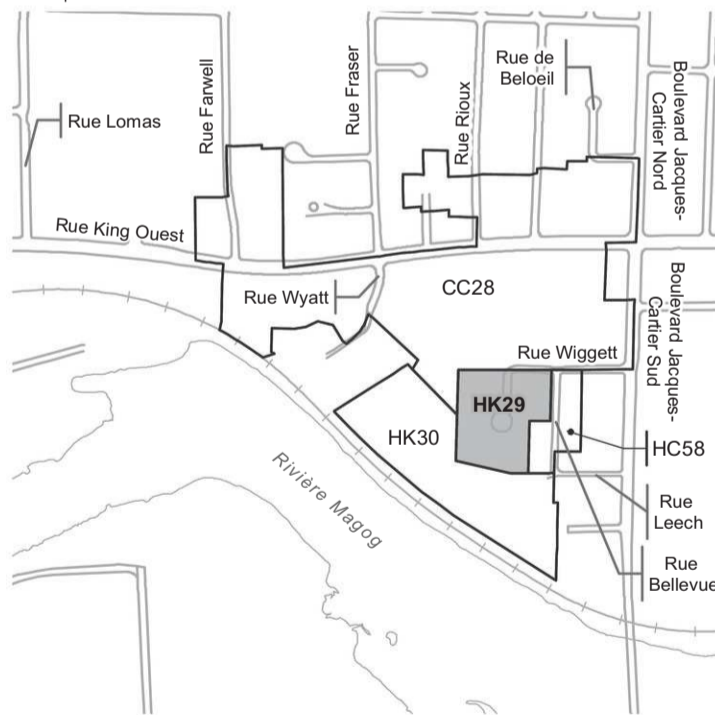 Rue Farwell
Rue Fraser
Rue Rioux
Rue de
Beloeil
Boulevard Jacques-
Cartier Nord
Rue Lomas
Rue King Ouest
Rue Wyatt
CC28
Boulevard Jacques-
Cartier Sud
Rue Wiggett
HK29
HK30
HC58
Rivière Magog
Rue
Leech
Rue
Bellevue